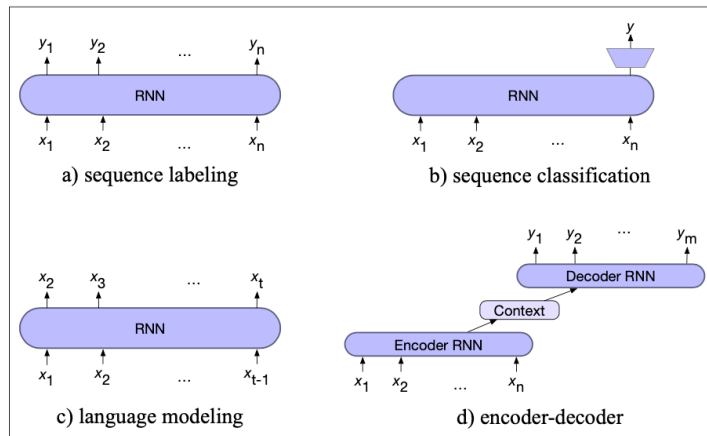 y1 y2 ... yn
RNN
x1 x2 ... xn
a) sequence labeling
y
RNN
x1 x2 ... xn
b) sequence classification
x2 x3 ... xt
RNN
x1 x2 ... xt-1
c) language modeling
y1 y2 ... ym
Decoder RNN
Context
Encoder RNN
x1 x2 ... xn
d) encoder-decoder